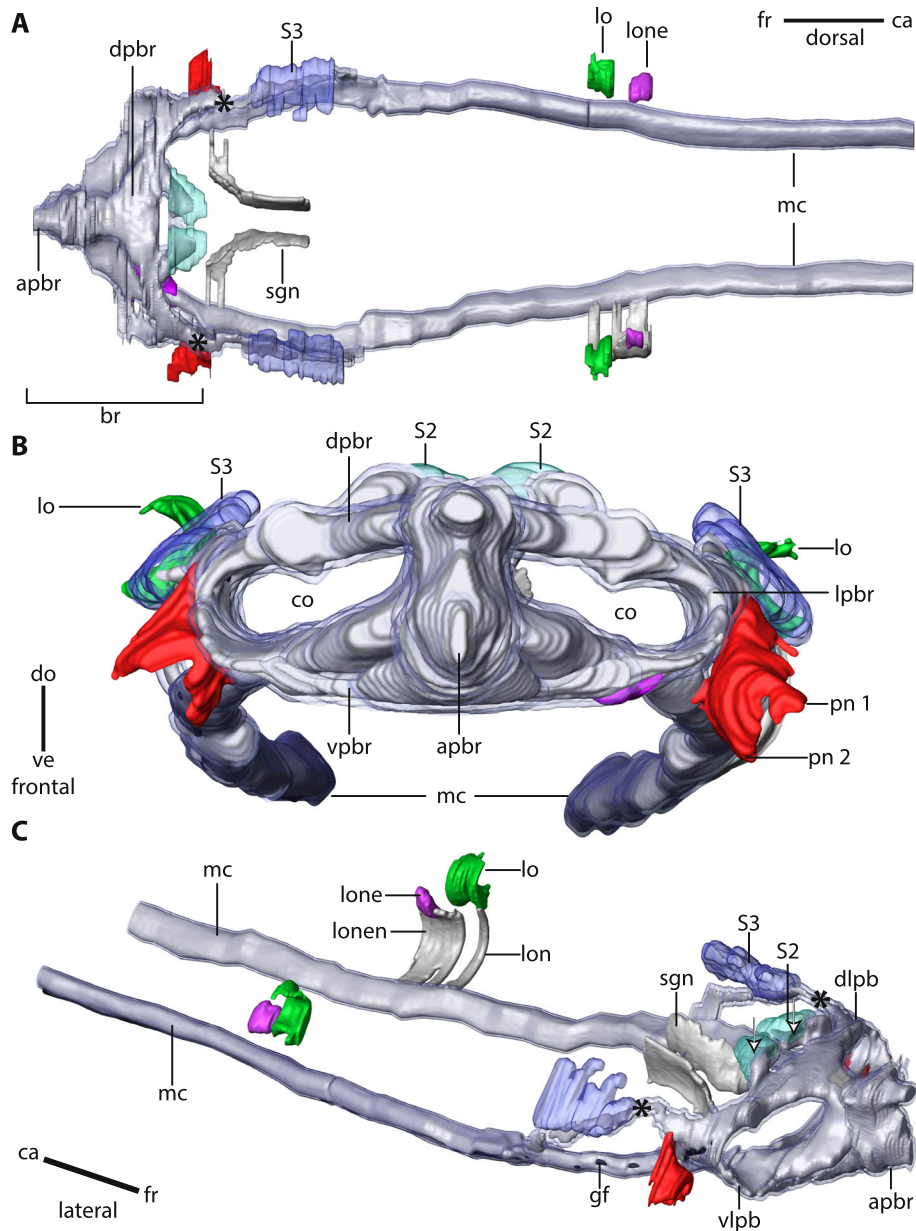 A
dpbr
S3
lo
lone
fr
ca
dorsal
*
mc
apbr
sgn
*
br
B
dpbr
S2
S2
S3
S3
lo
lo
lpbr
co
co
do
ve
frontal
vpbr
apbr
pn 1
pn 2
mc
C
mc
lone
lo
lonen
lon
S3
S2
sgn
dlpb
*
mc
*
ca
fr
lateral
gf
vlpb
apbr